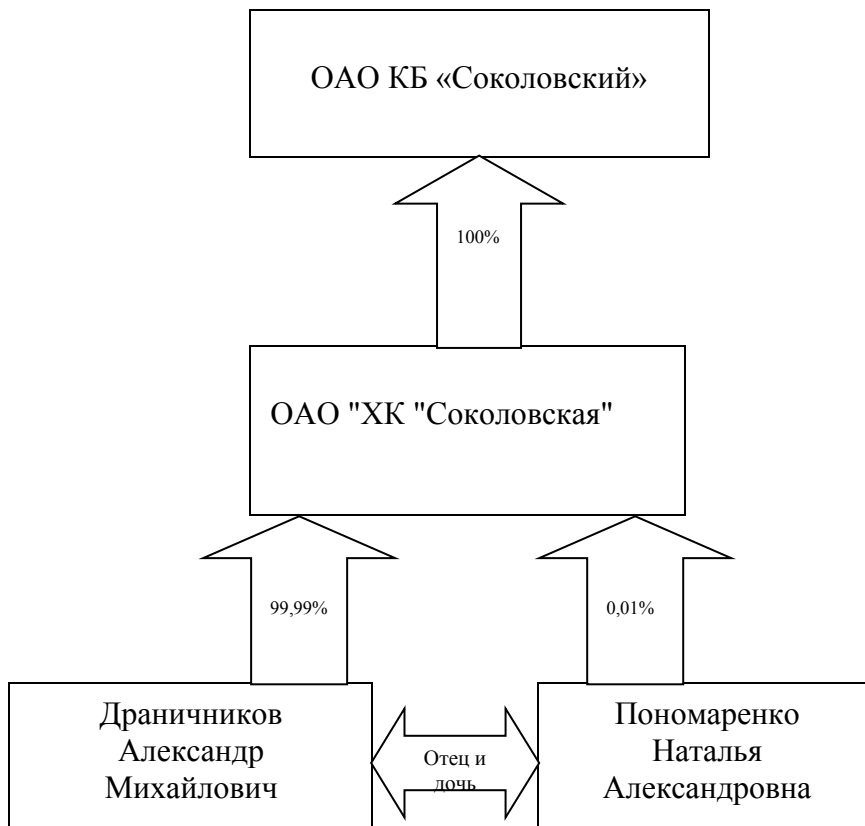 ОАО КБ «Соколовский»
100%
ОАО "ХК "Соколовская"
99,99%
0,01%
Драничников
Александр
Михайлович
Отец и
дочь
Пономаренко
Наталья
Александровна